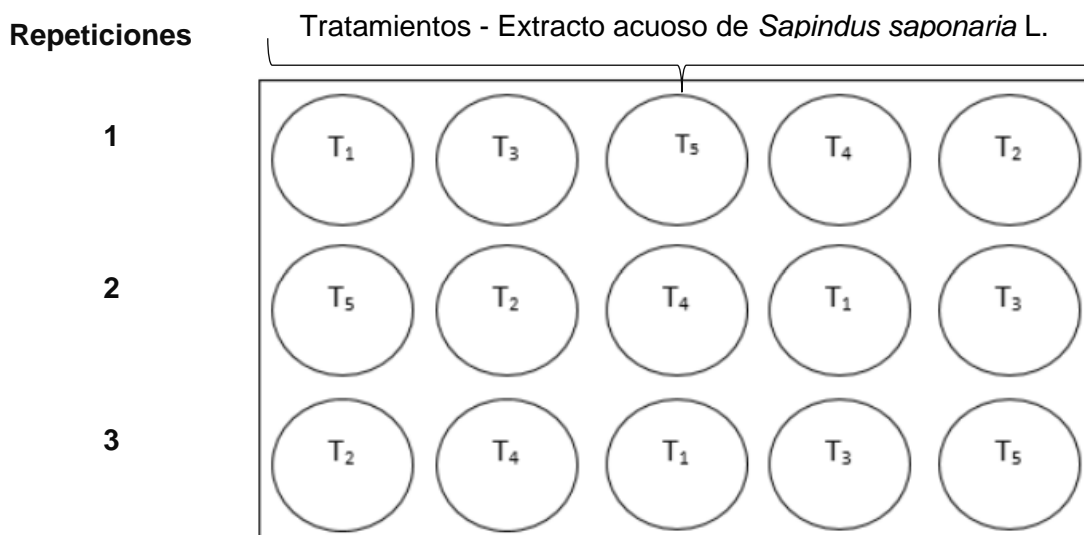 Repeticiones
Tratamientos - Extracto acuoso de Sapindus saponaria L.
1
T₁ T₃ T₅ T₄ T₂
2
T₅ T₂ T₄ T₁ T₃
3
T₂ T₄ T₁ T₃ T₅